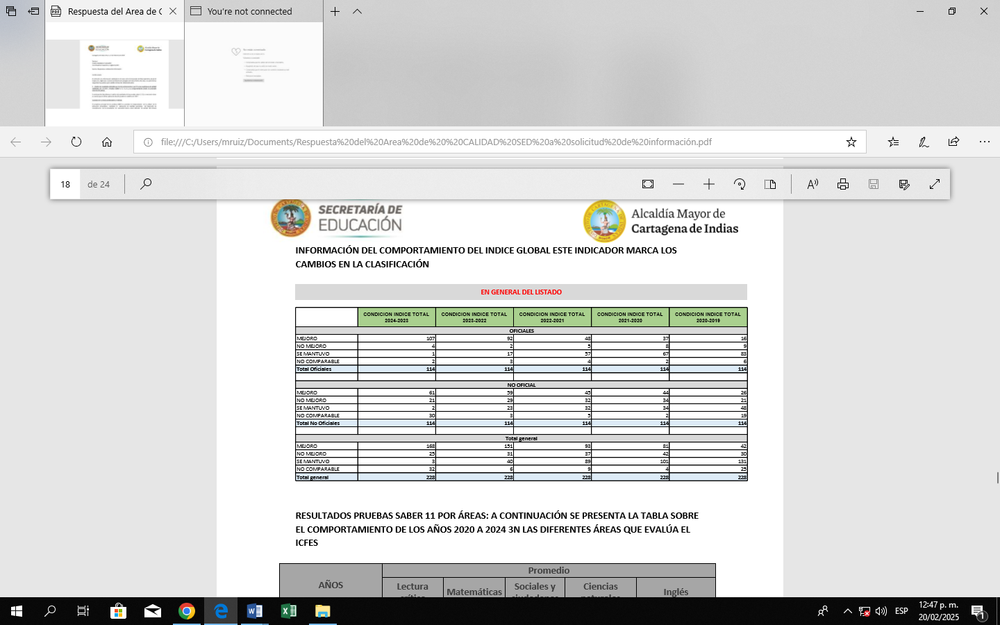 Respuesta del Area de C
You're not connected
file:///C:/Users/mruiz/Documents/Respuesta%20del%20Area%20de%20%20CALIDAD%20SED%20a%20solicitud%20de%20información.pdf
18 de 24
SECRETARÍA DE
EDUCACIÓN
Alcaldía Mayor de
Cartagena de Indias
INFORMACIÓN DEL COMPORTAMIENTO DEL INDICE GLOBAL ESTE INDICADOR MARCA LOS
CAMBIOS EN LA CLASIFICACIÓN
EN GENERAL DEL LISTADO
CONDICION INDICE TOTAL 2024-2023 CONDICION INDICE TOTAL 2023-2022 CONDICION INDICE TOTAL 2022-2021 CONDICION INDICE TOTAL 2021-2020 CONDICION INDICE TOTAL 2020-2019
OFICIALES
MEJORO 107 92 48 37 16
NO MEJORO 4 2 5 8 9
SE MANTUVO 1 17 57 67 83
NO COMPARABLE 2 3 4 2 6
Total Oficiales 114 114 114 114 114
NO OFICIAL
MEJORO 61 59 45 44 26
NO MEJORO 21 29 32 34 21
SE MANTUVO 2 23 32 34 48
NO COMPARABLE 30 3 5 2 19
Total No Oficiales 114 114 114 114 114
Total general
MEJORO 168 151 93 81 42
NO MEJORO 25 31 37 42 30
SE MANTUVO 3 40 89 101 131
NO COMPARABLE 32 6 9 4 25
Total general 228 228 228 228 228
RESULTADOS PRUEBAS SABER 11 POR ÁREAS: A CONTINUACIÓN SE PRESENTA LA TABLA SOBRE
EL COMPORTAMIENTO DE LOS AÑOS 2020 A 2024 3N LAS DIFERENTES ÁREAS QUE EVALÚA EL
ICFES
AÑOS
Promedio
Lectura Matemáticas Sociales y Ciencias Inglés
ESP
12:47 p. m.
20/02/2025
1